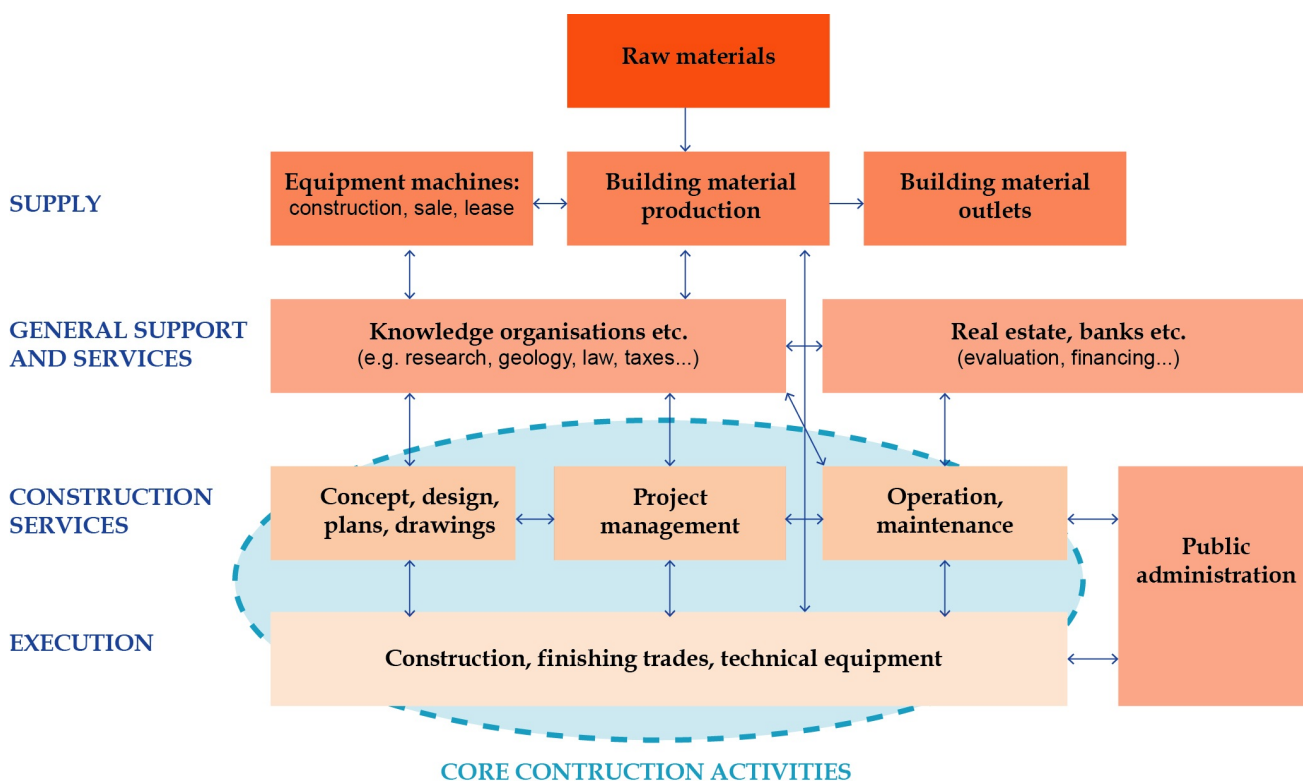 Raw materials
SUPPLY
Equipment machines:
construction, sale, lease
Building material
production
Building material
outlets
GENERAL SUPPORT
AND SERVICES
Knowledge organisations etc.
(e.g. research, geology, law, taxes...)
Real estate, banks etc.
(evaluation, financing...)
CONSTRUCTION
SERVICES
Concept, design,
plans, drawings
Project
management
Operation,
maintenance
Public
administration
EXECUTION
Construction, finishing trades, technical equipment
CORE CONTRUCTION ACTIVITIES